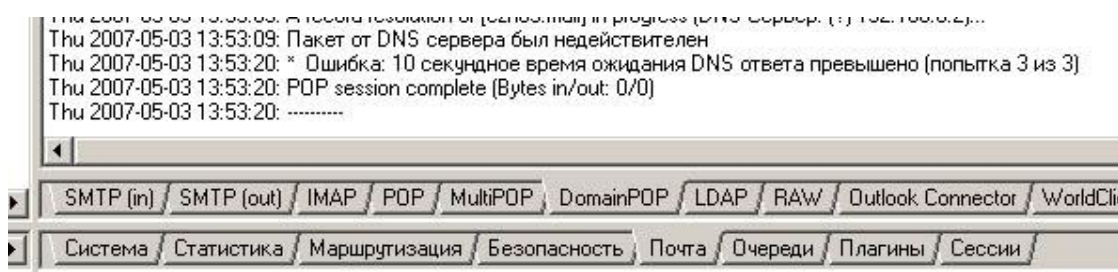 Thu 2007-05-03 13:53:09: Пакет от DNS сервера был недействителен
Thu 2007-05-03 13:53:20: * Ошибка: 10 секундное время ожидания DNS ответа превышено (попытка 3 из 3)
Thu 2007-05-03 13:53:20: POP session complete (Bytes in/out: 0/0)
Thu 2007-05-03 13:53:20: ----------
SMTP (in) SMTP (out) IMAP POP MultiPOP DomainPOP LDAP RAW Outlook Connector
Система Статистика Маршрутизация Безопасность Почта Очереди Плагины Сессии